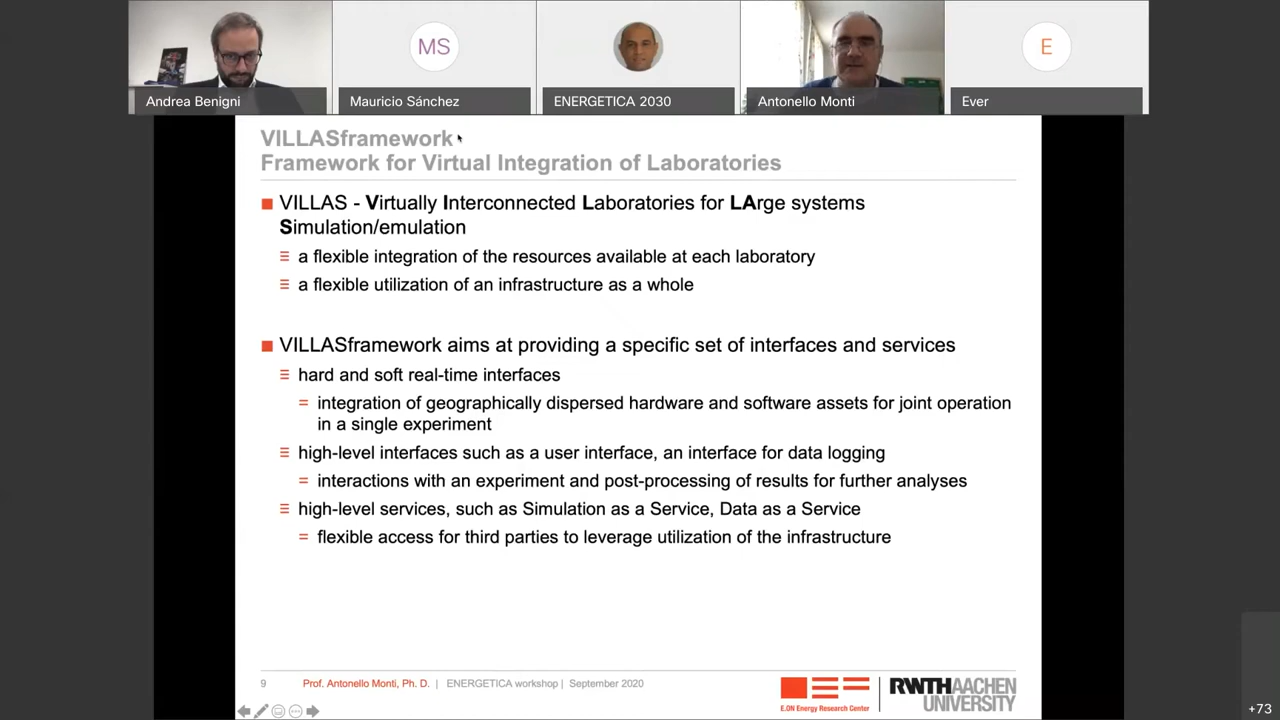 MS
E
Andrea Benigni
Mauricio Sánchez
ENERGETICA 2030
Antonello Monti
Ever
VILLASframework
Framework for Virtual Integration of Laboratories
VILLAS - Virtually Interconnected Laboratories for LArge systems
Simulation/emulation
a flexible integration of the resources available at each laboratory
a flexible utilization of an infrastructure as a whole
VILLASframework aims at providing a specific set of interfaces and services
hard and soft real-time interfaces
integration of geographically dispersed hardware and software assets for joint operation
in a single experiment
high-level interfaces such as a user interface, an interface for data logging
interactions with an experiment and post-processing of results for further analyses
high-level services, such as Simulation as a Service, Data as a Service
flexible access for third parties to leverage utilization of the infrastructure
9 Prof. Antonello Monti, Ph. D. | ENERGETICA workshop | September 2020
E.ON Energy Research Center
RWTHAACHEN
UNIVERSITY
+73